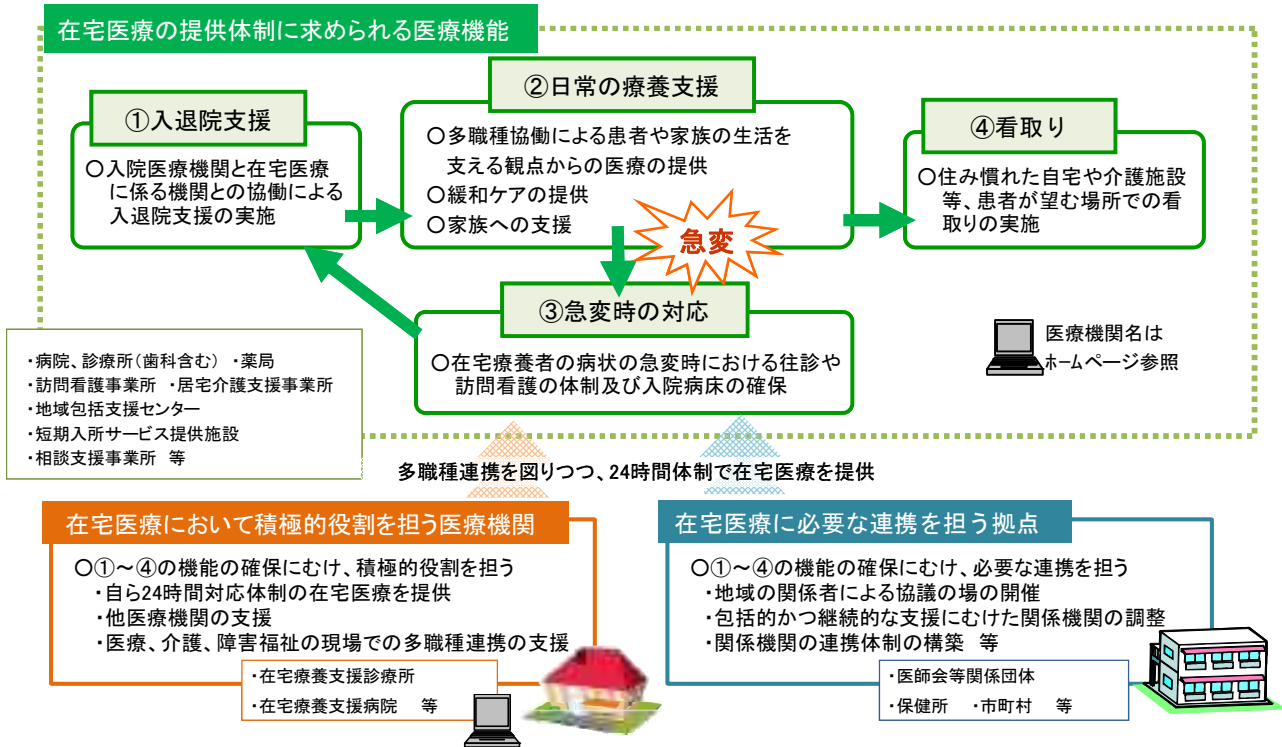 在宅医療の提供体制に求められる医療機能
①入退院支援
○入院医療機関と在宅医療
に係る機関との協働による
入退院支援の実施
②日常の療養支援
○多職種協働による患者や家族の生活を
支える観点からの医療の提供
○緩和ケアの提供
○家族への支援
急変
④看取り
○住み慣れた自宅や介護施設
等、患者が望む場所での看
取りの実施
③急変時の対応
○在宅療養者の病状の急変時における往診や
訪問看護の体制及び入院病床の確保
医療機関名は
ホームページ参照
・病院、診療所(歯科含む) ・薬局
・訪問看護事業所 ・居宅介護支援事業所
・地域包括支援センター
・短期入所サービス提供施設
・相談支援事業所 等
多職種連携を図りつつ、24時間体制で在宅医療を提供
在宅医療において積極的役割を担う医療機関
○①～④の機能の確保にむけ、積極的役割を担う
・自ら24時間対応体制の在宅医療を提供
・他医療機関の支援
・医療、介護、障害福祉の現場での多職種連携の支援
・在宅療養支援診療所
・在宅療養支援病院 等
在宅医療に必要な連携を担う拠点
○①～④の機能の確保にむけ、必要な連携を担う
・地域の関係者による協議の場の開催
・包括的かつ継続的な支援にむけた関係機関の調整
・関係機関の連携体制の構築 等
・医師会等関係団体
・保健所 ・市町村 等